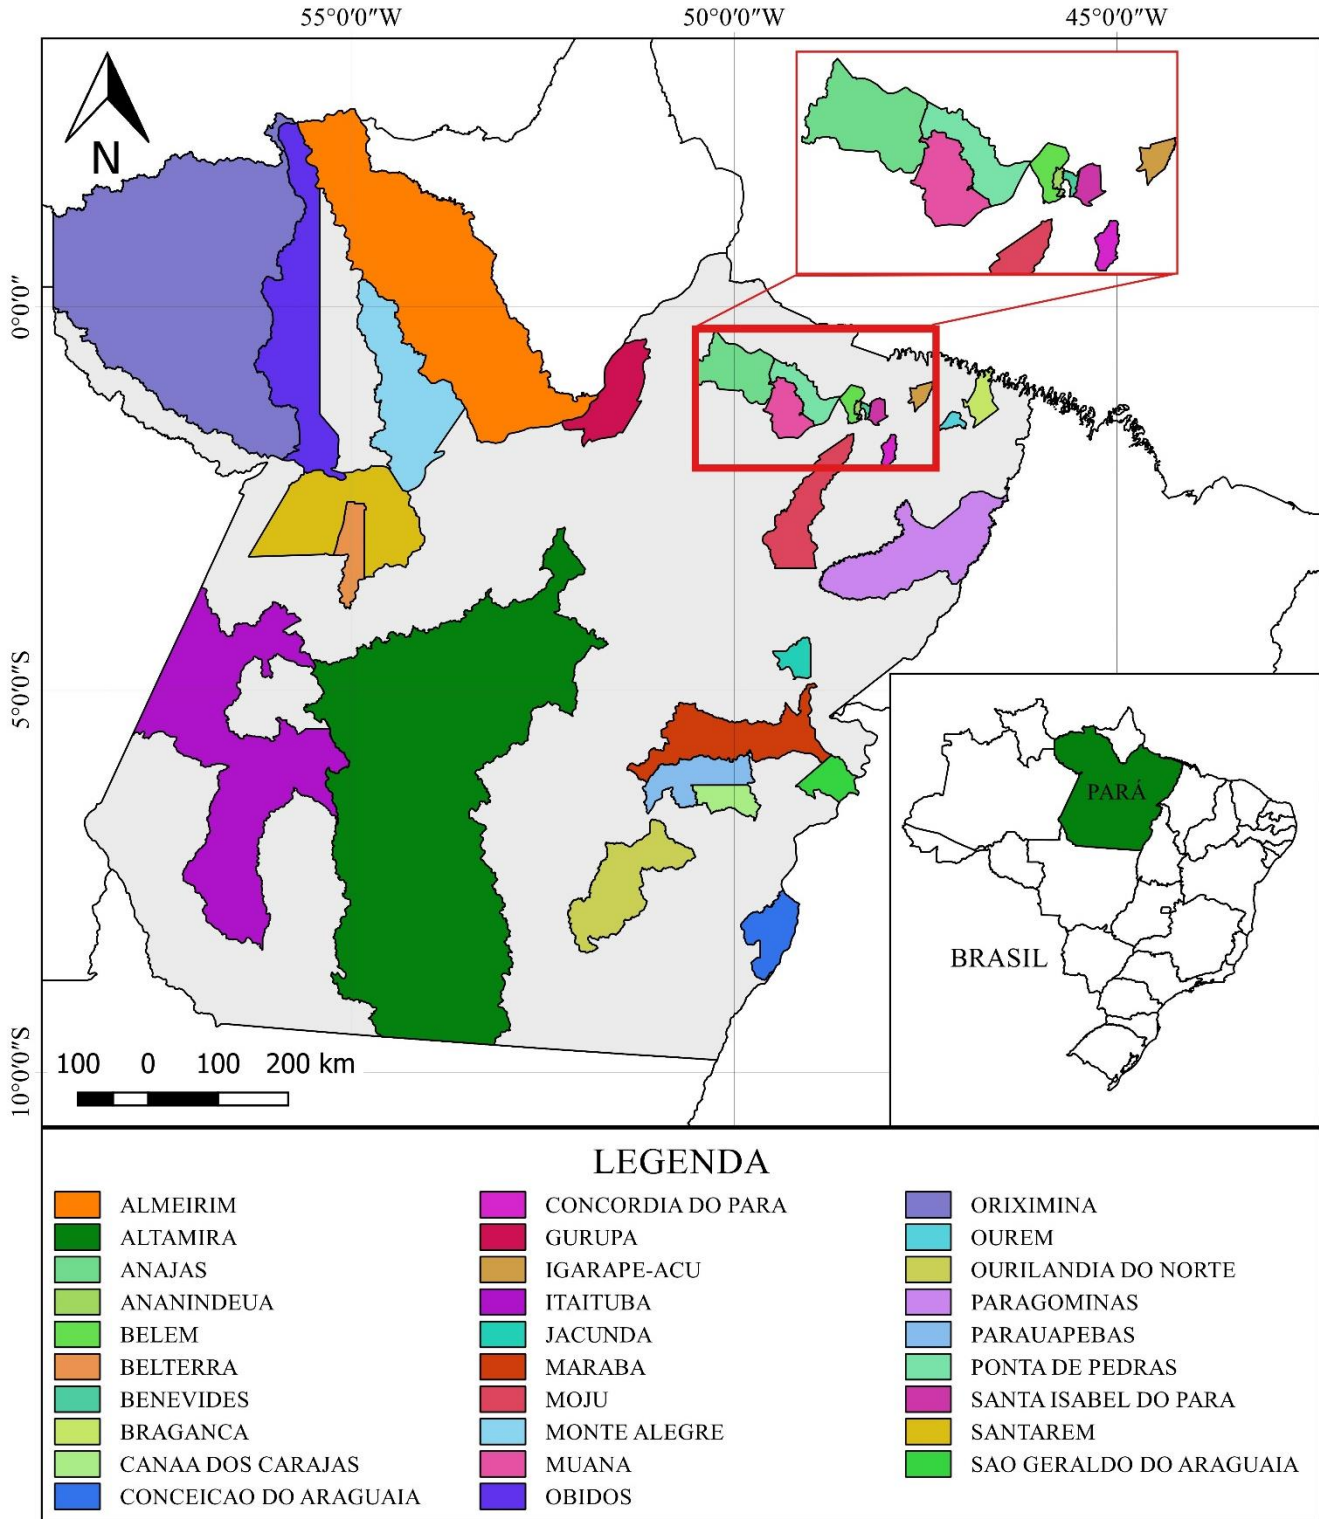 55°0'0"W
50°0'0"W
45°0'0"W
N
0°0'0"
5°0'0"S
10°0'0"S
100 0 100 200 km
PARÁ
BRASIL
LEGENDA
ALMEIRIM
ALTAMIRA
ANAJAS
ANANINDEUA
BELEM
BELTERRA
BENEVIDES
BRAGANCA
CANAA DOS CARAJAS
CONCEICAO DO ARAGUAIA
CONCORDIA DO PARA
GURUPA
IGARAPE-ACU
ITAITUBA
JACUNDA
MARABA
MOJU
MONTE ALEGRE
MUANA
OBIDOS
ORIXIMINA
OUREM
OURILANDIA DO NORTE
PARAGOMINAS
PARAUAPEBAS
PONTA DE PEDRAS
SANTA ISABEL DO PARA
SANTAREM
SAO GERALDO DO ARAGUAIA